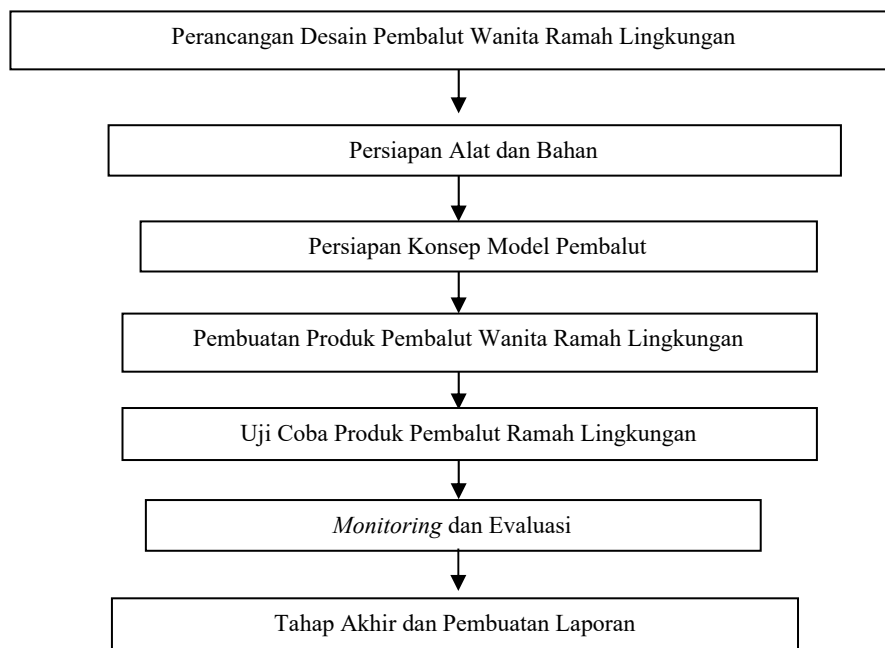 Perancangan Desain Pembalut Wanita Ramah Lingkungan
Persiapan Alat dan Bahan
Persiapan Konsep Model Pembalut
Pembuatan Produk Pembalut Wanita Ramah Lingkungan
Uji Coba Produk Pembalut Ramah Lingkungan
Monitoring dan Evaluasi
Tahap Akhir dan Pembuatan Laporan